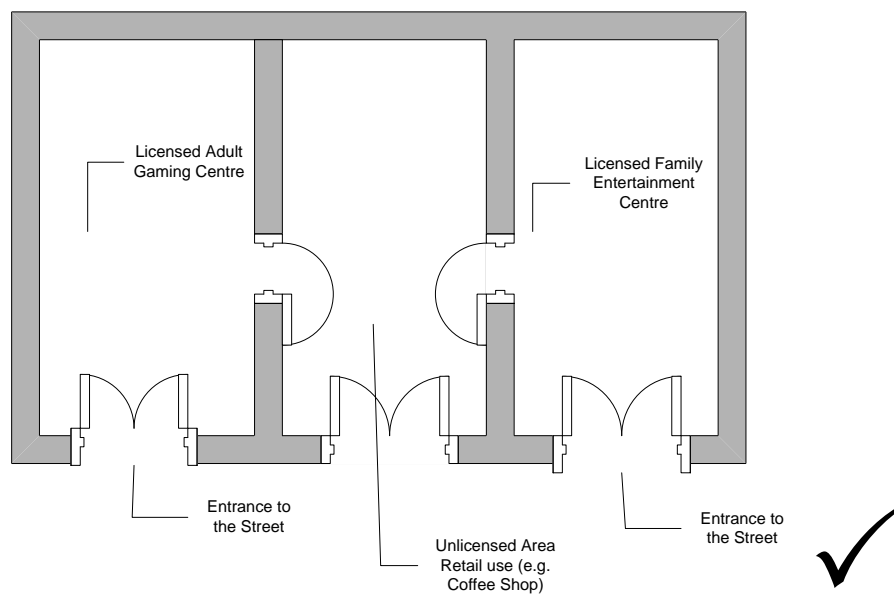 Licensed Adult
Gaming Centre
Licensed Family
Entertainment
Centre
Entrance to
the Street
Unlicensed Area
Retail use (e.g.
Coffee Shop)
Entrance to
the Street